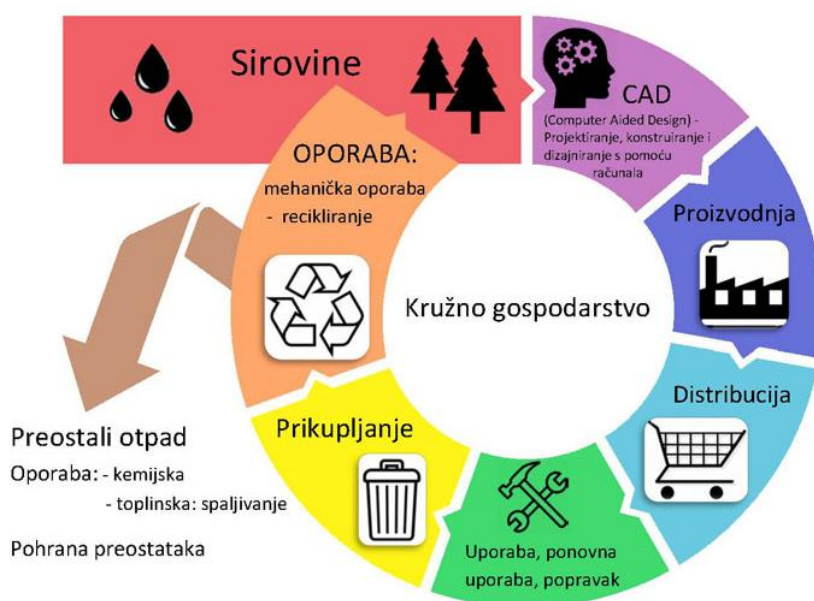 Sirovine
CAD
(Computer Aided Design) -
Projektiranje, konstruiranje i
dizajniranje s pomoću
računala
Proizvodnja
Distribucija
Uporaba, ponovna
uporaba, popravak
Prikupljanje
OPORABA:
mehanička oporaba
- recikliranje
Kružno gospodarstvo
Preostali otpad
Oporaba: - kemijska
- toplinska: spaljivanje
Pohrana preostataka